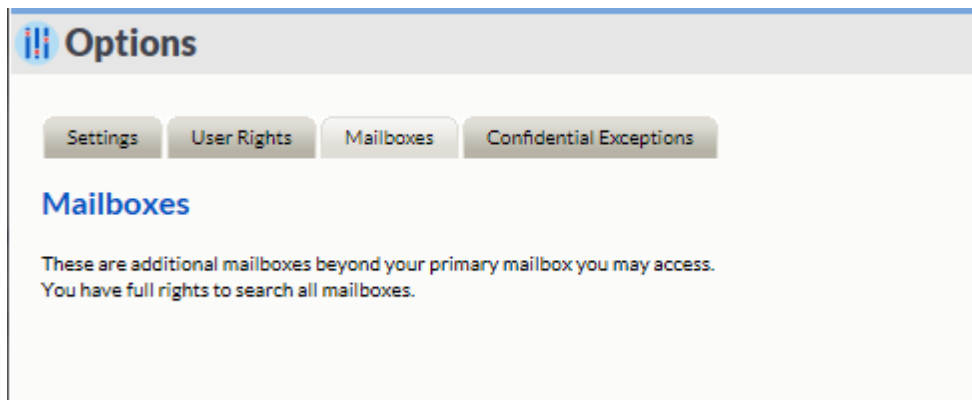 Options
Settings User Rights Mailboxes Confidential Exceptions
Mailboxes
These are additional mailboxes beyond your primary mailbox you may access.
You have full rights to search all mailboxes.